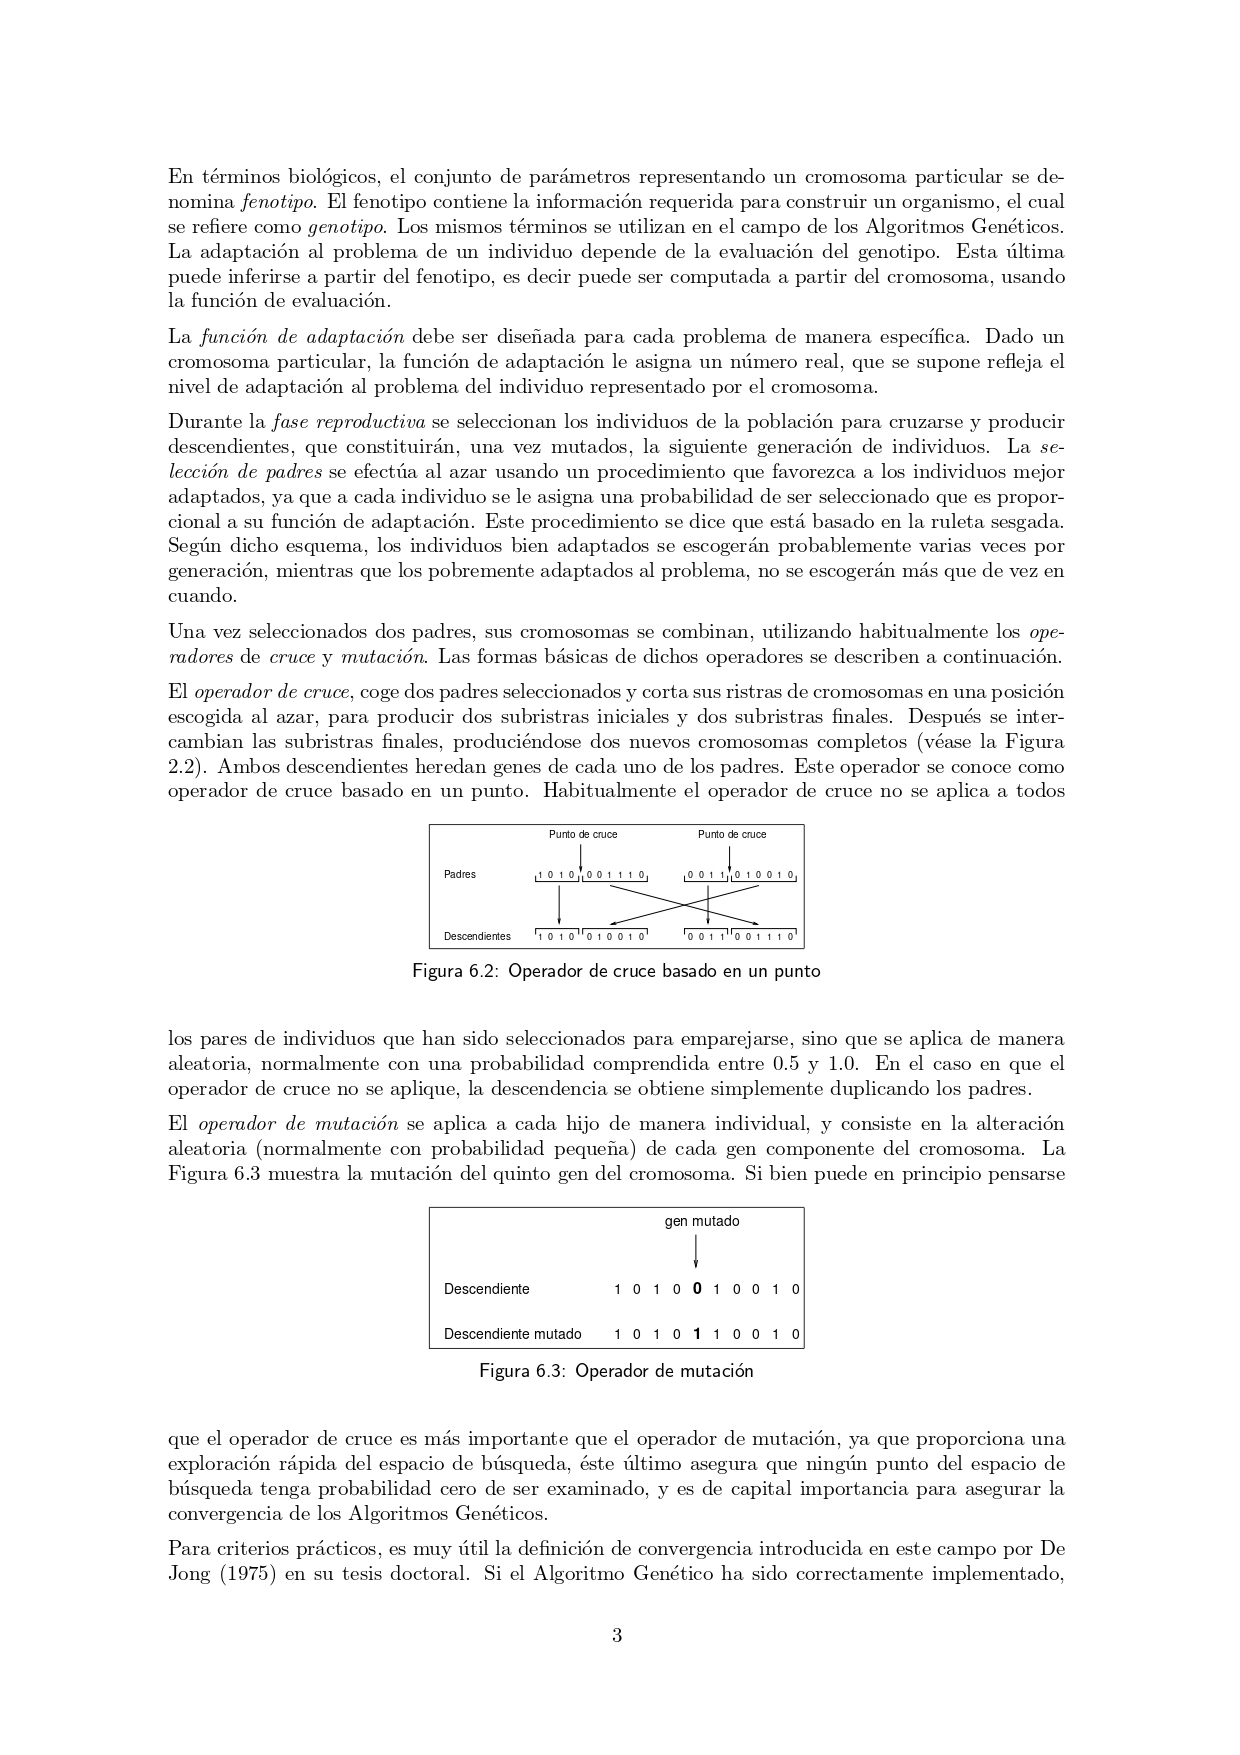 En términos biológicos, el conjunto de parámetros representando un cromosoma particular se de-
nomina fenotipo. El fenotipo contiene la información requerida para construir un organismo, el cual
se refiere como genotipo. Los mismos términos se utilizan en el campo de los Algoritmos Genéticos.
La adaptación al problema de un individuo depende de la evaluación del genotipo. Esta última
puede inferirse a partir del fenotipo, es decir puede ser computada a partir del cromosoma, usando
la función de evaluación.
La función de adaptación debe ser diseñada para cada problema de manera específica. Dado un
cromosoma particular, la función de adaptación le asigna un número real, que se supone refleja el
nivel de adaptación al problema del individuo representado por el cromosoma.
Durante la fase reproductiva se seleccionan los individuos de la población para cruzarse y producir
descendientes, que constituirán, una vez mutados, la siguiente generación de individuos. La se-
lección de padres se efectúa al azar usando un procedimiento que favorezca a los individuos mejor
adaptados, ya que a cada individuo se le asigna una probabilidad de ser seleccionado que es propor-
cional a su función de adaptación. Este procedimiento se dice que está basado en la ruleta sesgada.
Según dicho esquema, los individuos bien adaptados se escogerán probablemente varias veces por
generación, mientras que los pobremente adaptados al problema, no se escogerán más que de vez en
cuando.
Una vez seleccionados dos padres, sus cromosomas se combinan, utilizando habitualmente los ope-
radores de cruce y mutación. Las formas básicas de dichos operadores se describen a continuación.
El operador de cruce, coge dos padres seleccionados y corta sus ristras de cromosomas en una posición
escogida al azar, para producir dos subristras iniciales y dos subristras finales. Después se inter-
cambian las subristras finales, produciéndose dos nuevos cromosomas completos (véase la Figura
2.2). Ambos descendientes heredan genes de cada uno de los padres. Este operador se conoce como
operador de cruce basado en un punto. Habitualmente el operador de cruce no se aplica a todos
Punto de cruce Punto de cruce
Padres 1 0 1 0 0 0 1 1 1 0 0 0 1 1 0 1 0 0 1 0
Descendientes 1 0 1 0 0 1 0 0 1 0 0 0 1 1 0 0 1 1 1 0
Figura 6.2: Operador de cruce basado en un punto
los pares de individuos que han sido seleccionados para emparejarse, sino que se aplica de manera
aleatoria, normalmente con una probabilidad comprendida entre 0.5 y 1.0. En el caso en que el
operador de cruce no se aplique, la descendencia se obtiene simplemente duplicando los padres.
El operador de mutación se aplica a cada hijo de manera individual, y consiste en la alteración
aleatoria (normalmente con probabilidad pequeña) de cada gen componente del cromosoma. La
Figura 6.3 muestra la mutación del quinto gen del cromosoma. Si bien puede en principio pensarse
gen mutado
Descendiente 1 0 1 0 0 1 0 0 1 0
Descendiente mutado 1 0 1 0 1 1 0 0 1 0
Figura 6.3: Operador de mutación
que el operador de cruce es más importante que el operador de mutación, ya que proporciona una
exploración rápida del espacio de búsqueda, éste último asegura que ningún punto del espacio de
búsqueda tenga probabilidad cero de ser examinado, y es de capital importancia para asegurar la
convergencia de los Algoritmos Genéticos.
Para criterios prácticos, es muy útil la definición de convergencia introducida en este campo por De
Jong (1975) en su tesis doctoral. Si el Algoritmo Genético ha sido correctamente implementado,
3